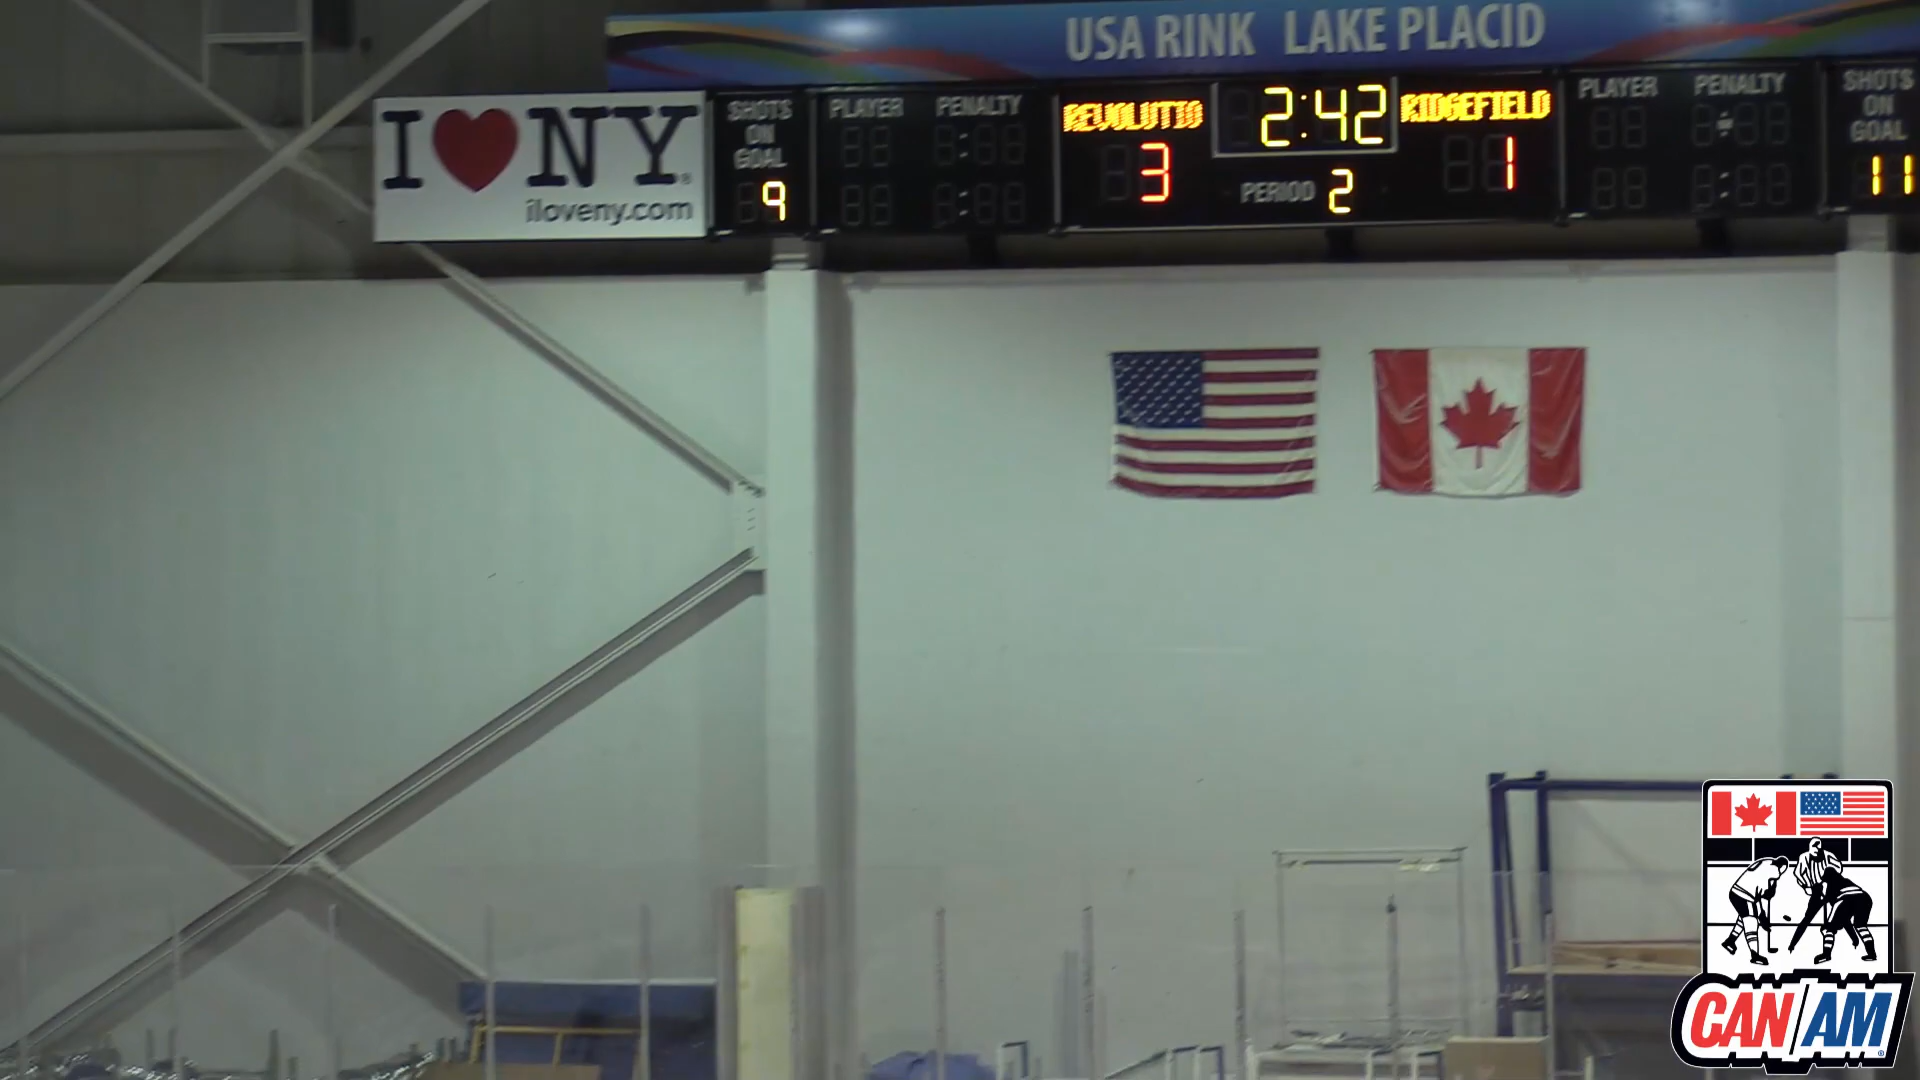 USA RINK LAKE PLACID
I ♥ NY®
iloveny.com
SHOTS
ON
GOAL
9
PLAYER PENALTY
REVOLUTIO
3
2:42
PERIOD 2
RIDGEFIELD
1
PLAYER PENALTY
SHOTS
ON
GOAL
11
CAN/AM